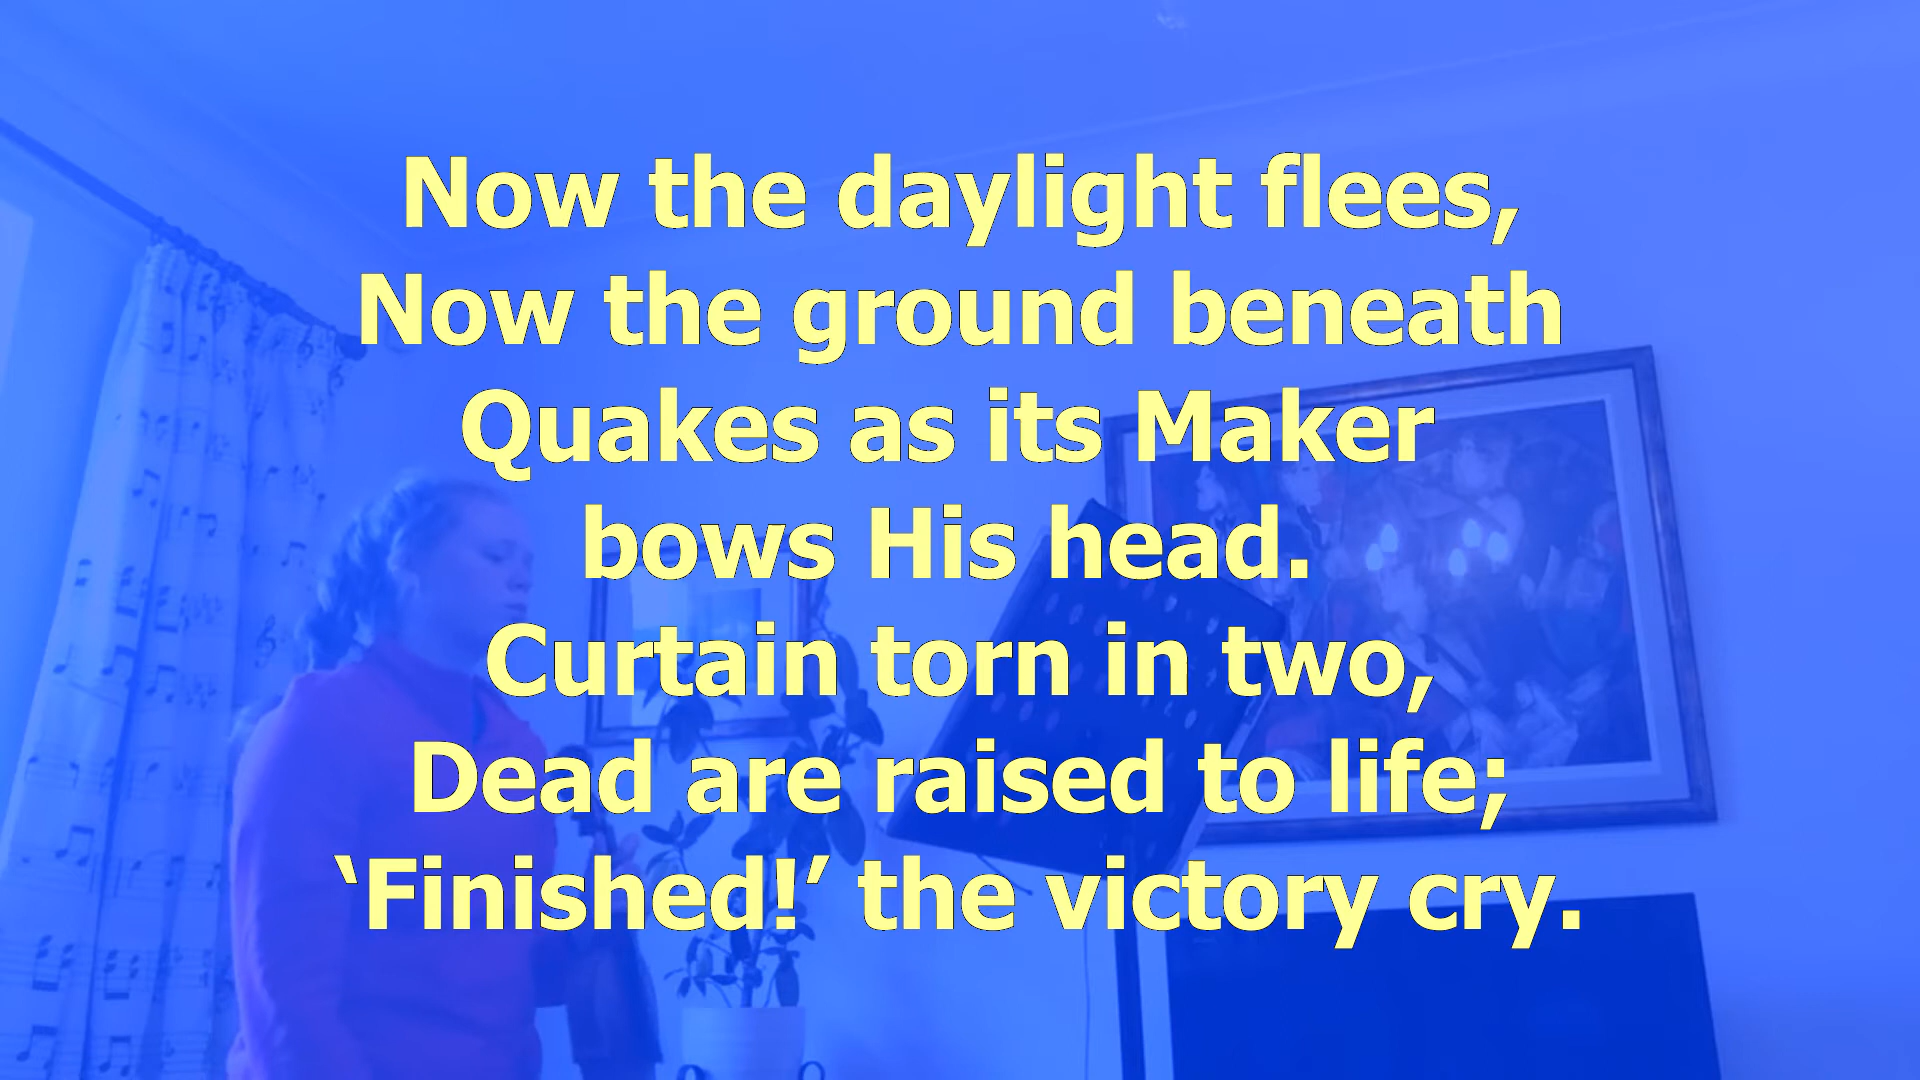 Now the daylight flees,
Now the ground beneath
Quakes as its Maker
bows His head.
Curtain torn in two,
Dead are raised to life;
‘Finished!’ the victory cry.